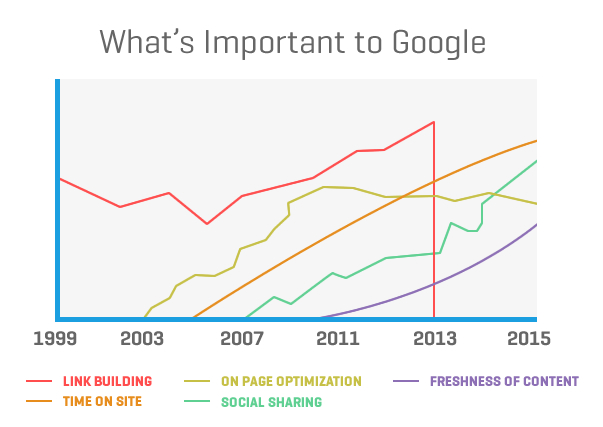 What's Important to Google
1999 2003 2007 2011 2013 2015
LINK BUILDING ON PAGE OPTIMIZATION FRESHNESS OF CONTENT
TIME ON SITE SOCIAL SHARING